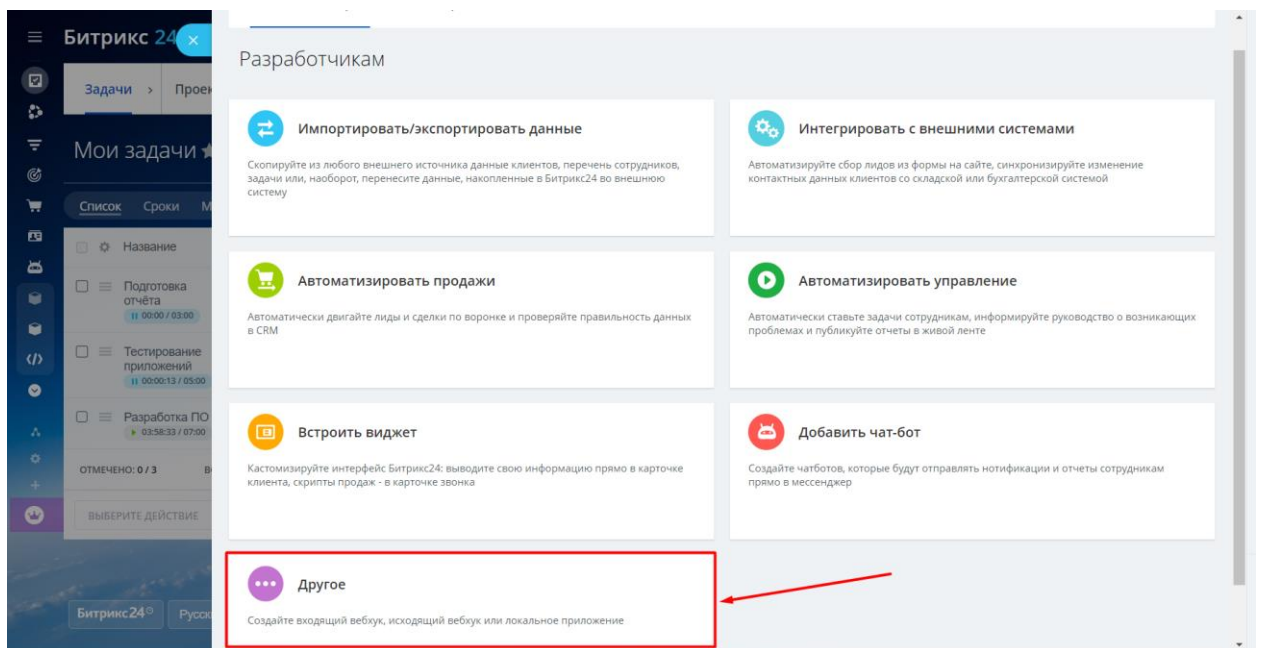 Битрикс 24
Задачи
Мои задачи
Список Сроки М
Название
Подготовка
отчёта
00:00 / 03:00
Тестирование
приложений
00:00:13 / 05:00
Разработка ПО
03:58:33 / 07:00
ОТМЕЧЕНО: 0 / 3
ВЫБЕРИТЕ ДЕЙСТВИЕ
Битрикс24
Разработчикам
Импортировать/экспортировать данные
Скопируйте из любого внешнего источника данные клиентов, перечень сотрудников,
задачи или, наоборот, перенесите данные, накопленные в Битрикс24 во внешнюю
систему
Интегрировать с внешними системами
Автоматизируйте сбор лидов из формы на сайте, синхронизируйте изменение
контактных данных клиентов со складской или бухгалтерской системой
Автоматизировать продажи
Автоматически двигайте лиды и сделки по воронке и проверяйте правильность данных
в CRM
Автоматизировать управление
Автоматически ставьте задачи сотрудникам, информируйте руководство о возникающих
проблемах и публикуйте отчеты в живой ленте
Встроить виджет
Кастомизируйте интерфейс Битрикс24: выводите свою информацию прямо в карточке
клиента, скрипты продаж - в карточке звонка
Добавить чат-бот
Создайте чатботов, которые будут отправлять нотификации и отчеты сотрудникам
прямо в мессенджер
Другое
Создайте входящий вебхук, исходящий вебхук или локальное приложение